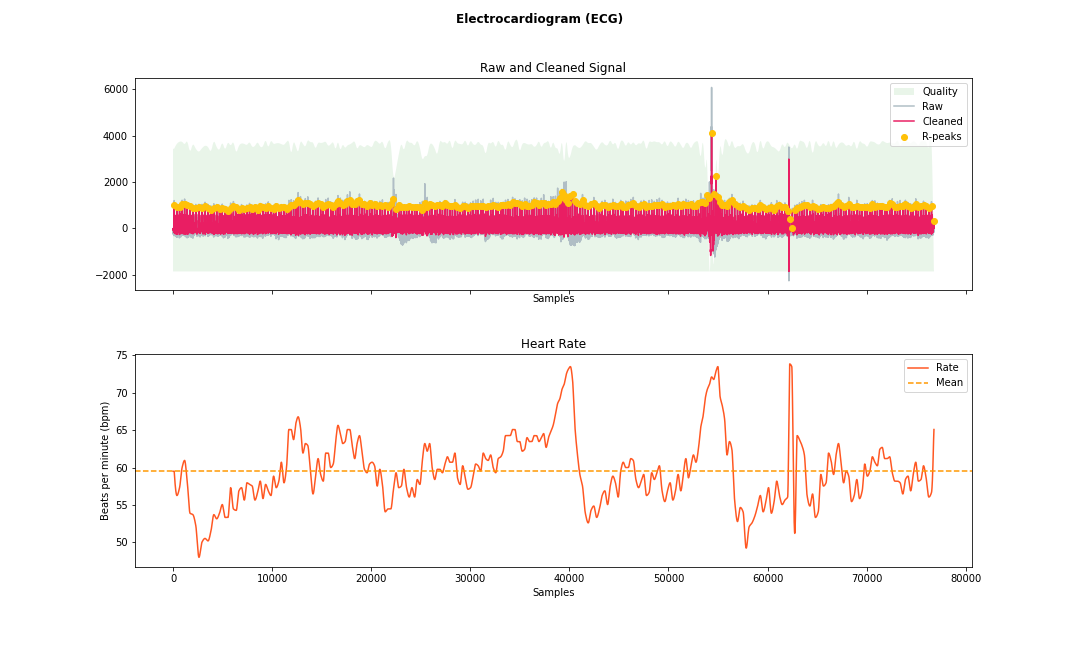 Electrocardiogram (ECG)
Raw and Cleaned Signal
6000
4000
2000
0
−2000
Quality
Raw
Cleaned
R-peaks
Samples
Heart Rate
Beats per minute (bpm)
75
70
65
60
55
50
Rate
Mean
0 10000 20000 30000 40000 50000 60000 70000 80000
Samples